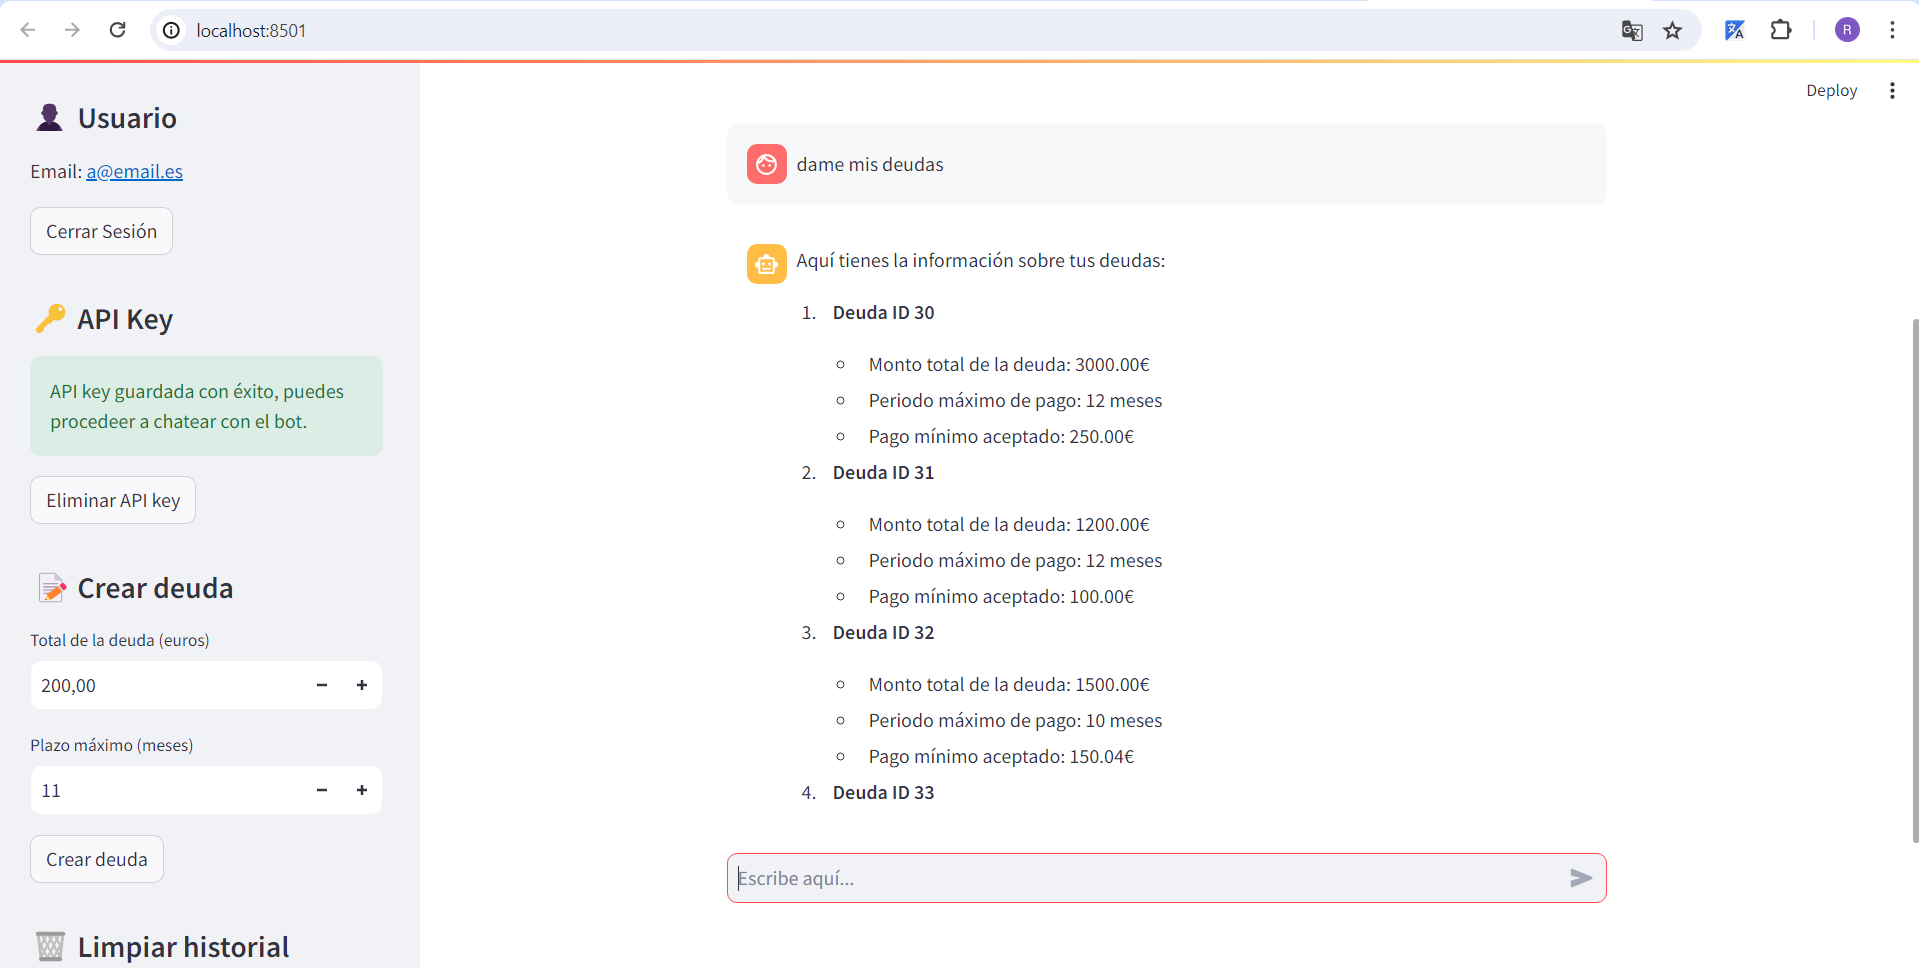 localhost:8501
R
Deploy
Usuario
Email: a@email.es
Cerrar Sesión
API Key
API key guardada con éxito, puedes
procedeer a chatear con el bot.
Eliminar API key
Crear deuda
Total de la deuda (euros)
200,00
Plazo máximo (meses)
11
Crear deuda
Limpiar historial
dame mis deudas
Aquí tienes la información sobre tus deudas:
1. Deuda ID 30
Monto total de la deuda: 3000.00€
Periodo máximo de pago: 12 meses
Pago mínimo aceptado: 250.00€
2. Deuda ID 31
Monto total de la deuda: 1200.00€
Periodo máximo de pago: 12 meses
Pago mínimo aceptado: 100.00€
3. Deuda ID 32
Monto total de la deuda: 1500.00€
Periodo máximo de pago: 10 meses
Pago mínimo aceptado: 150.04€
4. Deuda ID 33
Escribe aquí...